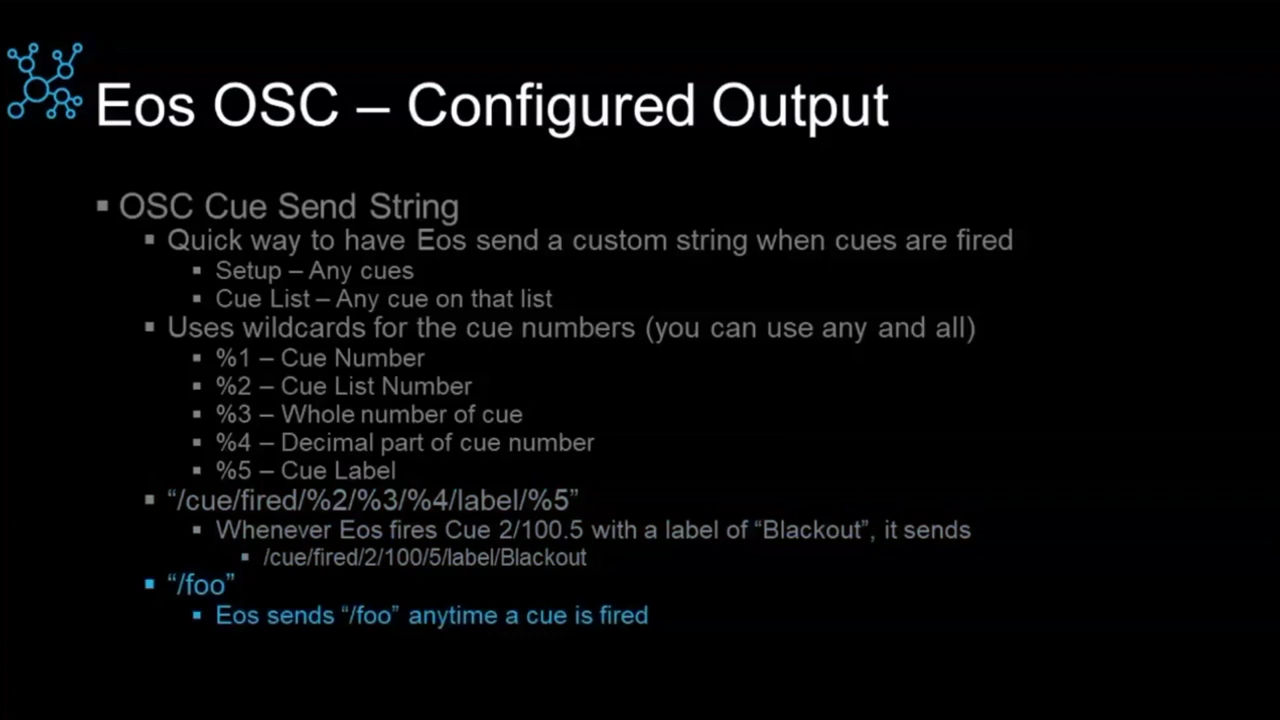 Eos OSC – Configured Output
▪ OSC Cue Send String
▪ Quick way to have Eos send a custom string when cues are fired
▪ Setup – Any cues
▪ Cue List – Any cue on that list
▪ Uses wildcards for the cue numbers (you can use any and all)
▪ %1 – Cue Number
▪ %2 – Cue List Number
▪ %3 – Whole number of cue
▪ %4 – Decimal part of cue number
▪ %5 – Cue Label
▪ “/cue/fired/%2/%3/%4/label/%5”
▪ Whenever Eos fires Cue 2/100.5 with a label of “Blackout”, it sends
▪ /cue/fired/2/100/5/label/Blackout
▪ “/foo”
▪ Eos sends “/foo” anytime a cue is fired